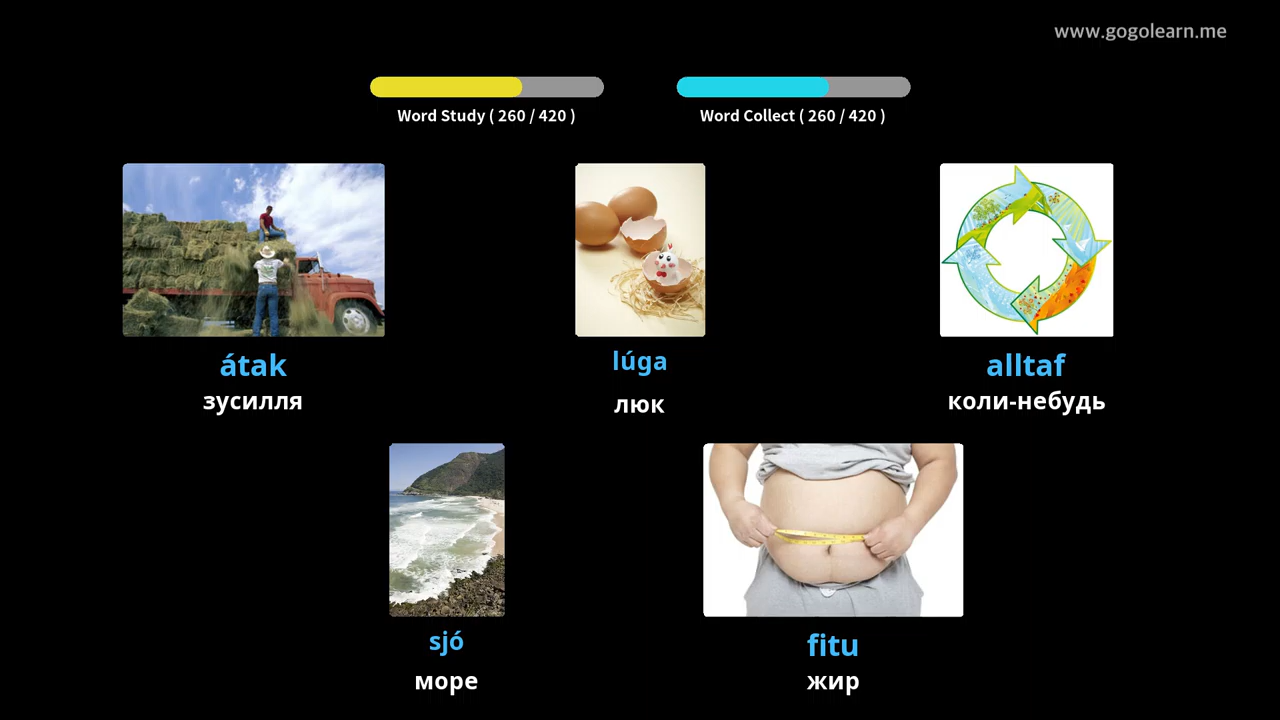 www.gogolearn.me
Word Study ( 260 / 420 )
Word Collect ( 260 / 420 )
átak
зусилля
lúga
люк
alltaf
коли-небудь
sjó
море
fitu
жир